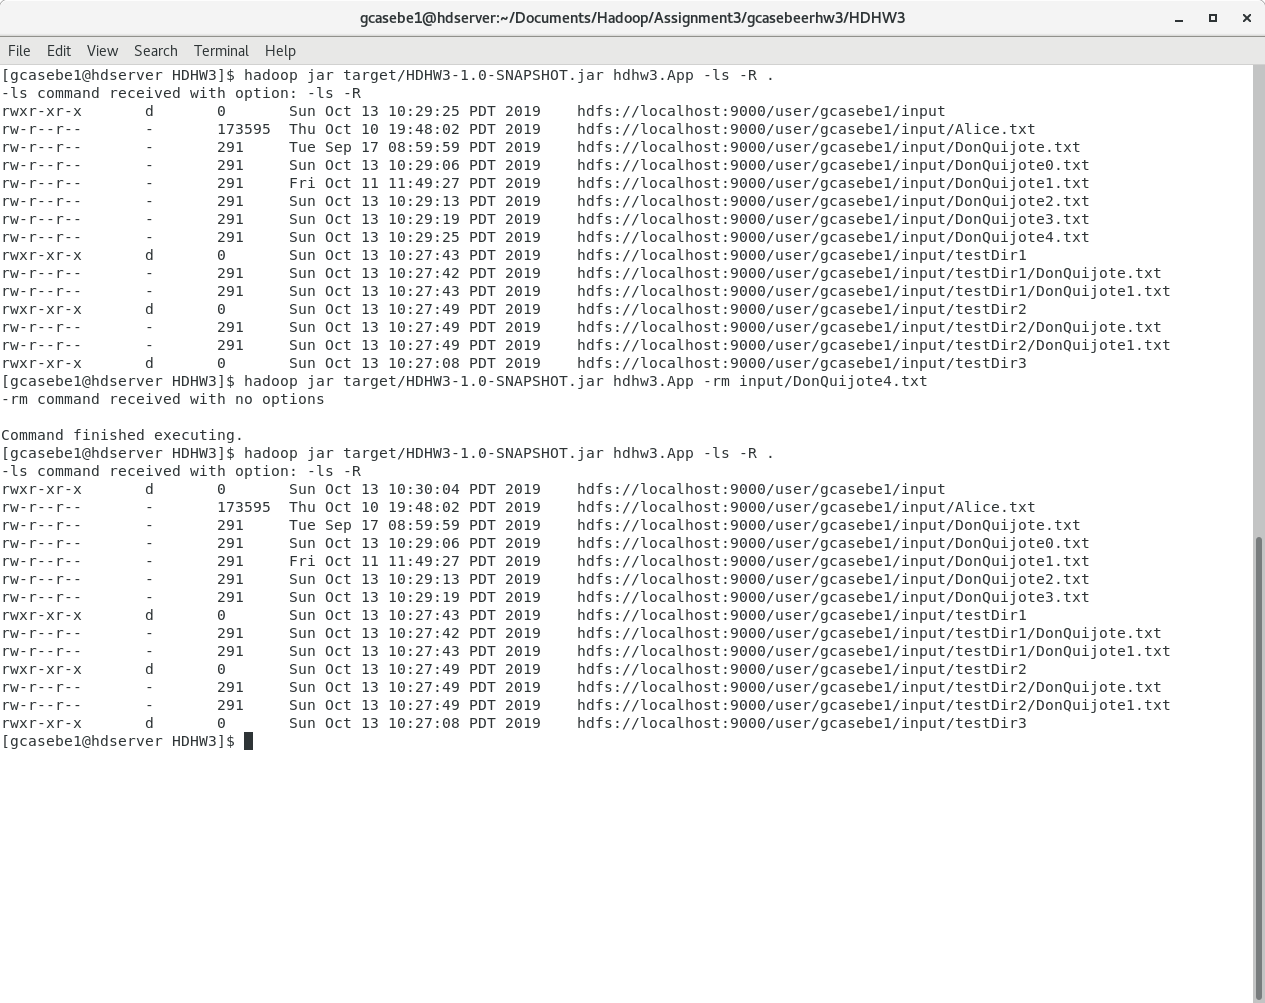 gcasebe1@hdserver:~/Documents/Hadoop/Assignment3/gcasebeerhw3/HDHW3
File Edit View Search Terminal Help
[gcasebe1@hdserver HDHW3]$ hadoop jar target/HDHW3-1.0-SNAPSHOT.jar hdhw3.App -ls -R .
-ls command received with option: -ls -R
rwxr-xr-x d 0 Sun Oct 13 10:29:25 PDT 2019 hdfs://localhost:9000/user/gcasebe1/input
rw-r--r-- - 173595 Thu Oct 10 19:48:02 PDT 2019 hdfs://localhost:9000/user/gcasebe1/input/Alice.txt
rw-r--r-- - 291 Tue Sep 17 08:59:59 PDT 2019 hdfs://localhost:9000/user/gcasebe1/input/DonQuijote.txt
rw-r--r-- - 291 Sun Oct 13 10:29:06 PDT 2019 hdfs://localhost:9000/user/gcasebe1/input/DonQuijote0.txt
rw-r--r-- - 291 Fri Oct 11 11:49:27 PDT 2019 hdfs://localhost:9000/user/gcasebe1/input/DonQuijote1.txt
rw-r--r-- - 291 Sun Oct 13 10:29:13 PDT 2019 hdfs://localhost:9000/user/gcasebe1/input/DonQuijote2.txt
rw-r--r-- - 291 Sun Oct 13 10:29:19 PDT 2019 hdfs://localhost:9000/user/gcasebe1/input/DonQuijote3.txt
rw-r--r-- - 291 Sun Oct 13 10:29:25 PDT 2019 hdfs://localhost:9000/user/gcasebe1/input/DonQuijote4.txt
rwxr-xr-x d 0 Sun Oct 13 10:27:43 PDT 2019 hdfs://localhost:9000/user/gcasebe1/input/testDir1
rw-r--r-- - 291 Sun Oct 13 10:27:42 PDT 2019 hdfs://localhost:9000/user/gcasebe1/input/testDir1/DonQuijote.txt
rw-r--r-- - 291 Sun Oct 13 10:27:43 PDT 2019 hdfs://localhost:9000/user/gcasebe1/input/testDir1/DonQuijote1.txt
rwxr-xr-x d 0 Sun Oct 13 10:27:49 PDT 2019 hdfs://localhost:9000/user/gcasebe1/input/testDir2
rw-r--r-- - 291 Sun Oct 13 10:27:49 PDT 2019 hdfs://localhost:9000/user/gcasebe1/input/testDir2/DonQuijote.txt
rw-r--r-- - 291 Sun Oct 13 10:27:49 PDT 2019 hdfs://localhost:9000/user/gcasebe1/input/testDir2/DonQuijote1.txt
rwxr-xr-x d 0 Sun Oct 13 10:27:08 PDT 2019 hdfs://localhost:9000/user/gcasebe1/input/testDir3
[gcasebe1@hdserver HDHW3]$ hadoop jar target/HDHW3-1.0-SNAPSHOT.jar hdhw3.App -rm input/DonQuijote4.txt
-rm command received with no options
Command finished executing.
[gcasebe1@hdserver HDHW3]$ hadoop jar target/HDHW3-1.0-SNAPSHOT.jar hdhw3.App -ls -R .
-ls command received with option: -ls -R
rwxr-xr-x d 0 Sun Oct 13 10:30:04 PDT 2019 hdfs://localhost:9000/user/gcasebe1/input
rw-r--r-- - 173595 Thu Oct 10 19:48:02 PDT 2019 hdfs://localhost:9000/user/gcasebe1/input/Alice.txt
rw-r--r-- - 291 Tue Sep 17 08:59:59 PDT 2019 hdfs://localhost:9000/user/gcasebe1/input/DonQuijote.txt
rw-r--r-- - 291 Sun Oct 13 10:29:06 PDT 2019 hdfs://localhost:9000/user/gcasebe1/input/DonQuijote0.txt
rw-r--r-- - 291 Fri Oct 11 11:49:27 PDT 2019 hdfs://localhost:9000/user/gcasebe1/input/DonQuijote1.txt
rw-r--r-- - 291 Sun Oct 13 10:29:13 PDT 2019 hdfs://localhost:9000/user/gcasebe1/input/DonQuijote2.txt
rw-r--r-- - 291 Sun Oct 13 10:29:19 PDT 2019 hdfs://localhost:9000/user/gcasebe1/input/DonQuijote3.txt
rwxr-xr-x d 0 Sun Oct 13 10:27:43 PDT 2019 hdfs://localhost:9000/user/gcasebe1/input/testDir1
rw-r--r-- - 291 Sun Oct 13 10:27:42 PDT 2019 hdfs://localhost:9000/user/gcasebe1/input/testDir1/DonQuijote.txt
rw-r--r-- - 291 Sun Oct 13 10:27:43 PDT 2019 hdfs://localhost:9000/user/gcasebe1/input/testDir1/DonQuijote1.txt
rwxr-xr-x d 0 Sun Oct 13 10:27:49 PDT 2019 hdfs://localhost:9000/user/gcasebe1/input/testDir2
rw-r--r-- - 291 Sun Oct 13 10:27:49 PDT 2019 hdfs://localhost:9000/user/gcasebe1/input/testDir2/DonQuijote.txt
rw-r--r-- - 291 Sun Oct 13 10:27:49 PDT 2019 hdfs://localhost:9000/user/gcasebe1/input/testDir2/DonQuijote1.txt
rwxr-xr-x d 0 Sun Oct 13 10:27:08 PDT 2019 hdfs://localhost:9000/user/gcasebe1/input/testDir3
[gcasebe1@hdserver HDHW3]$